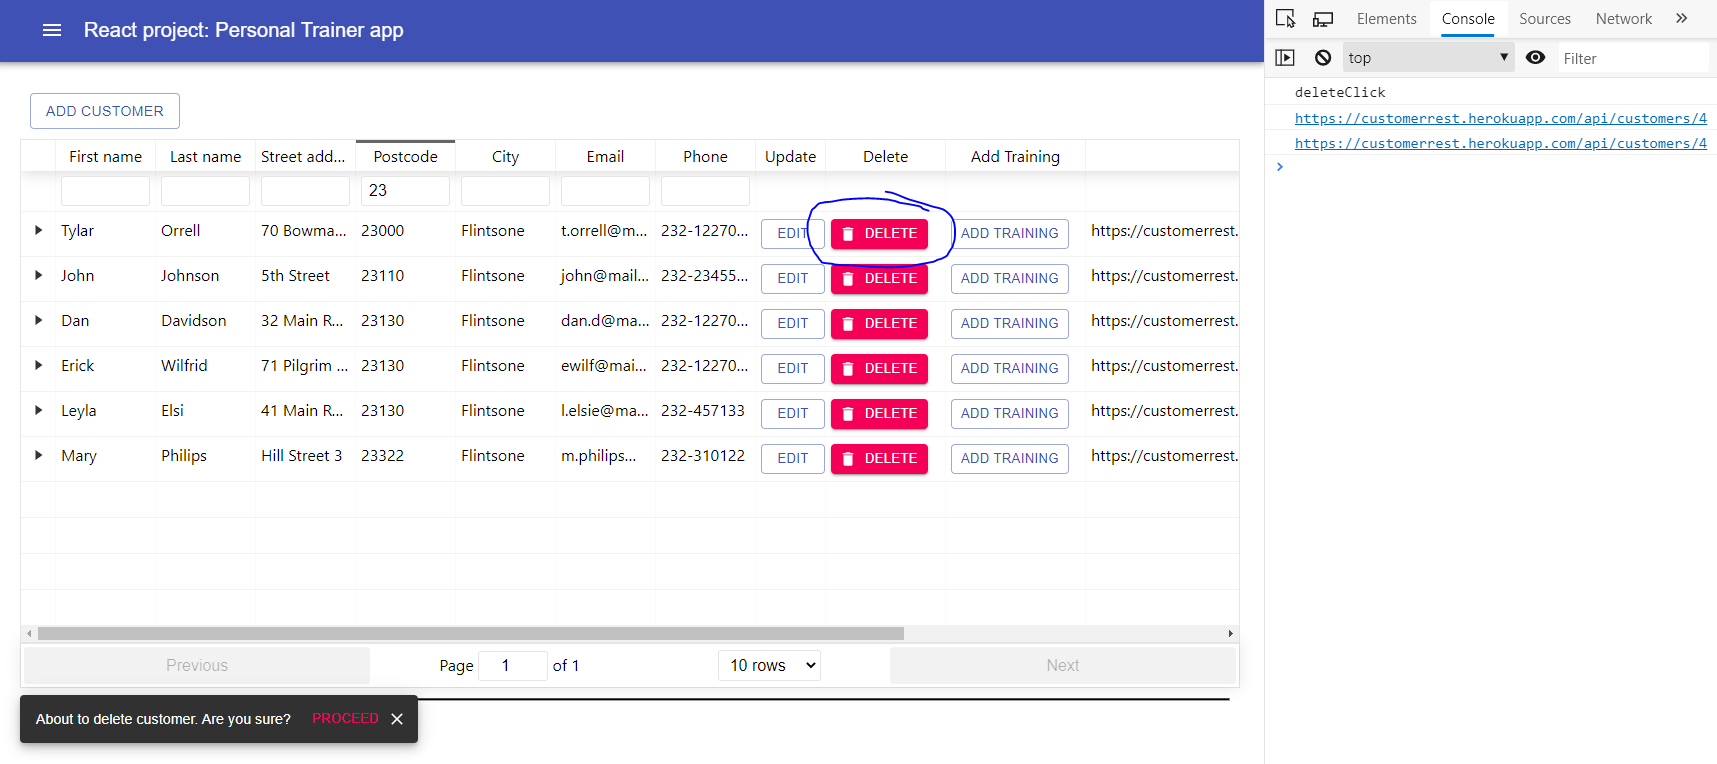 React project: Personal Trainer app
Elements Console Sources Network »
top Filter
deleteClick
https://customerrest.herokuapp.com/api/customers/4
https://customerrest.herokuapp.com/api/customers/4
ADD CUSTOMER
First name Last name Street add... Postcode City Email Phone Update Delete Add Training
23
Tylar Orrell 70 Bowma... 23000 Flintsone t.orrell@m... 232-12270... EDIT DELETE ADD TRAINING https://customerrest.
John Johnson 5th Street 23110 Flintsone john@mail... 232-23455... EDIT DELETE ADD TRAINING https://customerrest.
Dan Davidson 32 Main R... 23130 Flintsone dan.d@ma... 232-12270... EDIT DELETE ADD TRAINING https://customerrest.
Erick Wilfrid 71 Pilgrim ... 23130 Flintsone ewilf@mai... 232-12270... EDIT DELETE ADD TRAINING https://customerrest.
Leyla Elsi 41 Main R... 23130 Flintsone l.elsie@ma... 232-457133 EDIT DELETE ADD TRAINING https://customerrest.
Mary Philips Hill Street 3 23322 Flintsone m.philips... 232-310122 EDIT DELETE ADD TRAINING https://customerrest.
Previous Page 1 of 1 10 rows Next
About to delete customer. Are you sure? PROCEED